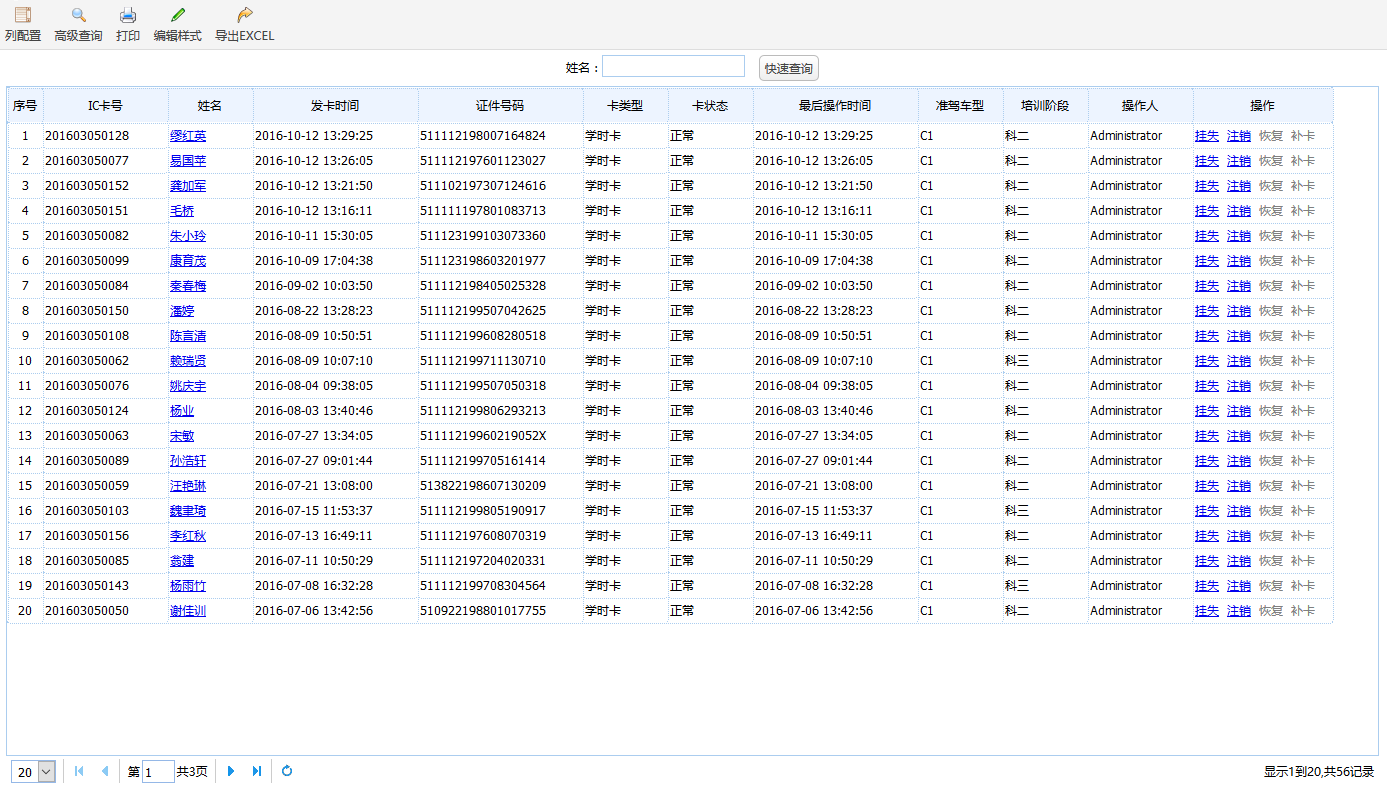 列配置 高级查询 打印 编辑样式 导出EXCEL
姓名： 快速查询
序号 IC卡号 姓名 发卡时间 证件号码 卡类型 卡状态 最后操作时间 准驾车型 培训阶段 操作人 操作
1 201603050128 缪红英 2016-10-12 13:29:25 511112198007164824 学时卡 正常 2016-10-12 13:29:25 C1 科二 Administrator 挂失 注销 恢复 补卡
2 201603050077 易国苹 2016-10-12 13:26:05 511112197601123027 学时卡 正常 2016-10-12 13:26:05 C1 科二 Administrator 挂失 注销 恢复 补卡
3 201603050152 龚加军 2016-10-12 13:21:50 511102197307124616 学时卡 正常 2016-10-12 13:21:50 C1 科二 Administrator 挂失 注销 恢复 补卡
4 201603050151 毛桥 2016-10-12 13:16:11 511111197801083713 学时卡 正常 2016-10-12 13:16:11 C1 科二 Administrator 挂失 注销 恢复 补卡
5 201603050082 朱小玲 2016-10-11 15:30:05 511123199103073360 学时卡 正常 2016-10-11 15:30:05 C1 科二 Administrator 挂失 注销 恢复 补卡
6 201603050099 康育茂 2016-10-09 17:04:38 511123198603201977 学时卡 正常 2016-10-09 17:04:38 C1 科二 Administrator 挂失 注销 恢复 补卡
7 201603050084 秦春梅 2016-09-02 10:03:50 511112198405025328 学时卡 正常 2016-09-02 10:03:50 C1 科二 Administrator 挂失 注销 恢复 补卡
8 201603050150 潘婷 2016-08-22 13:28:23 511112199507042625 学时卡 正常 2016-08-22 13:28:23 C1 科二 Administrator 挂失 注销 恢复 补卡
9 201603050108 陈言清 2016-08-09 10:50:51 511112199608280518 学时卡 正常 2016-08-09 10:50:51 C1 科二 Administrator 挂失 注销 恢复 补卡
10 201603050062 赖瑞贤 2016-08-09 10:07:10 511112199711130710 学时卡 正常 2016-08-09 10:07:10 C1 科三 Administrator 挂失 注销 恢复 补卡
11 201603050076 姚庆宇 2016-08-04 09:38:05 511112199507050318 学时卡 正常 2016-08-04 09:38:05 C1 科二 Administrator 挂失 注销 恢复 补卡
12 201603050124 杨业 2016-08-03 13:40:46 511112199806293213 学时卡 正常 2016-08-03 13:40:46 C1 科二 Administrator 挂失 注销 恢复 补卡
13 201603050063 宋敏 2016-07-27 13:34:05 51111219960219052X 学时卡 正常 2016-07-27 13:34:05 C1 科二 Administrator 挂失 注销 恢复 补卡
14 201603050089 孙浩轩 2016-07-27 09:01:44 511112199705161414 学时卡 正常 2016-07-27 09:01:44 C1 科二 Administrator 挂失 注销 恢复 补卡
15 201603050059 汪艳琳 2016-07-21 13:08:00 513822198607130209 学时卡 正常 2016-07-21 13:08:00 C1 科二 Administrator 挂失 注销 恢复 补卡
16 201603050103 魏聿琦 2016-07-15 11:53:37 511112199805190917 学时卡 正常 2016-07-15 11:53:37 C1 科三 Administrator 挂失 注销 恢复 补卡
17 201603050156 李红秋 2016-07-13 16:49:11 511112197608070319 学时卡 正常 2016-07-13 16:49:11 C1 科二 Administrator 挂失 注销 恢复 补卡
18 201603050085 翁建 2016-07-11 10:50:29 511112197204020331 学时卡 正常 2016-07-11 10:50:29 C1 科二 Administrator 挂失 注销 恢复 补卡
19 201603050143 杨雨竹 2016-07-08 16:32:28 511112199708304564 学时卡 正常 2016-07-08 16:32:28 C1 科三 Administrator 挂失 注销 恢复 补卡
20 201603050050 谢佳训 2016-07-06 13:42:56 510922198801017755 学时卡 正常 2016-07-06 13:42:56 C1 科二 Administrator 挂失 注销 恢复 补卡
20 第 1 共3页 显示1到20,共56记录